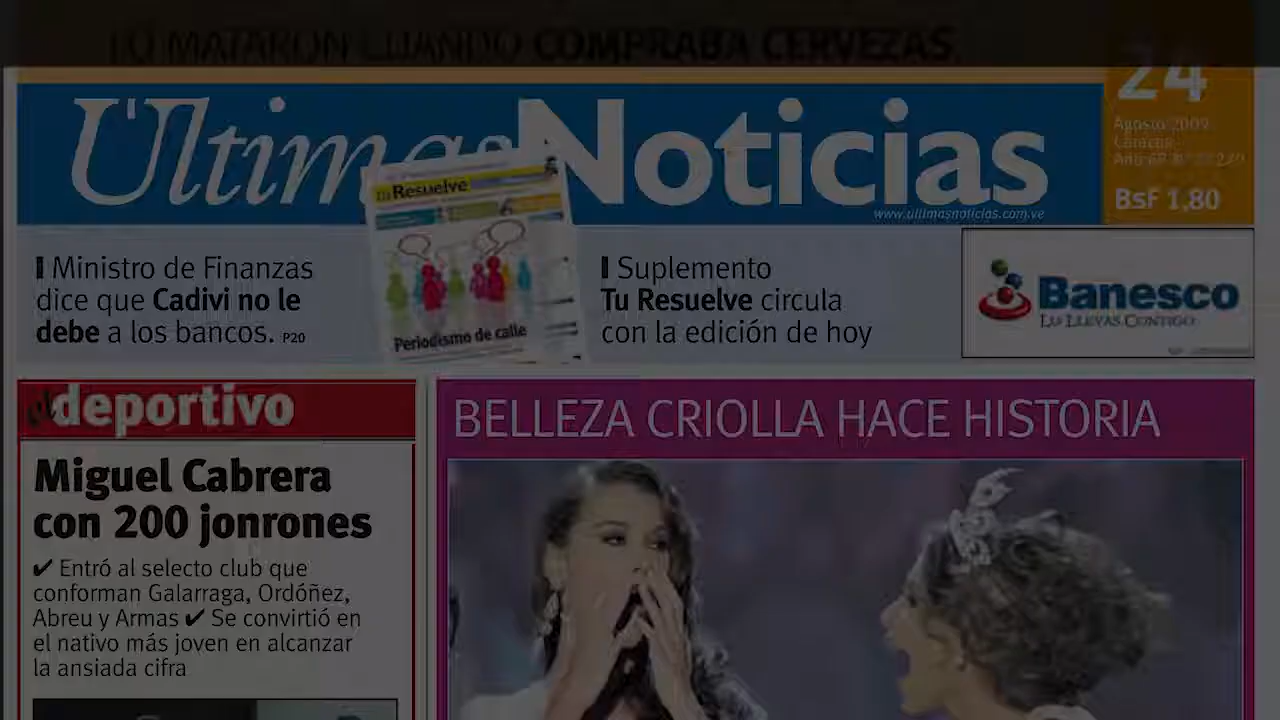 LO MATARON CUANDO COMPRABA CERVEZAS
Últimas Noticias
24
Agosto 2009
Caracas
BsF 1,80
www.ultimasnoticias.com.ve
Ministro de Finanzas
dice que Cadivi no le
debe a los bancos. P20
Tu Resuelve
Periodismo de calle
Suplemento
Tu Resuelve circula
con la edición de hoy
Banesco
LO LLEVAS CONTIGO
el deportivo
Miguel Cabrera
con 200 jonrones
✔ Entró al selecto club que
conforman Galarraga, Ordóñez,
Abreu y Armas ✔ Se convirtió en
el nativo más joven en alcanzar
la ansiada cifra
BELLEZA CRIOLLA HACE HISTORIA